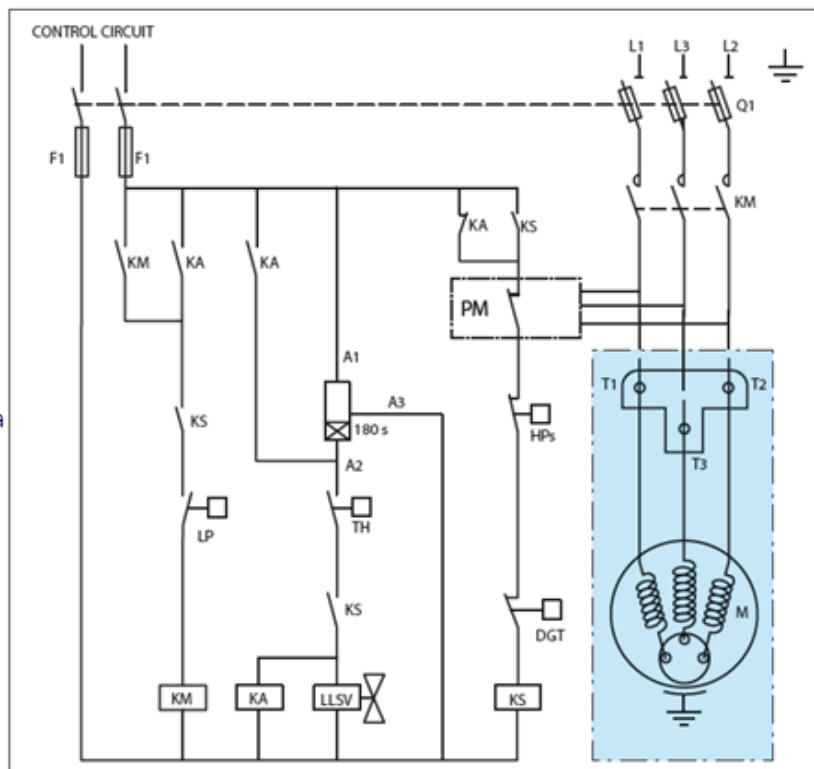 CONTROL CIRCUIT
L1 L3 L2
Q1
F1 F1
KM
KA KS
KM KA KA
PM
A1
T1 T2
a
A3
180 s
KS
HPs
A2
T3
LP
TH
KS
DGT
M
KM KA LLSV KS